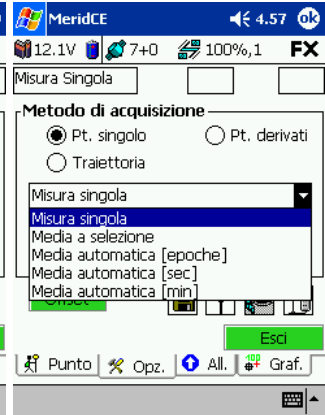 MeridCE 4.57 ok
12.1V 7+0 100%,1 FX
Misura Singola
Metodo di acquisizione
Pt. singolo Pt. derivati
Traiettoria
Misura singola
Misura singola
Media a selezione
Media automatica [epoche]
Media automatica [sec]
Media automatica [min]
Offset
Esci
Punto Opz. All. Graf.